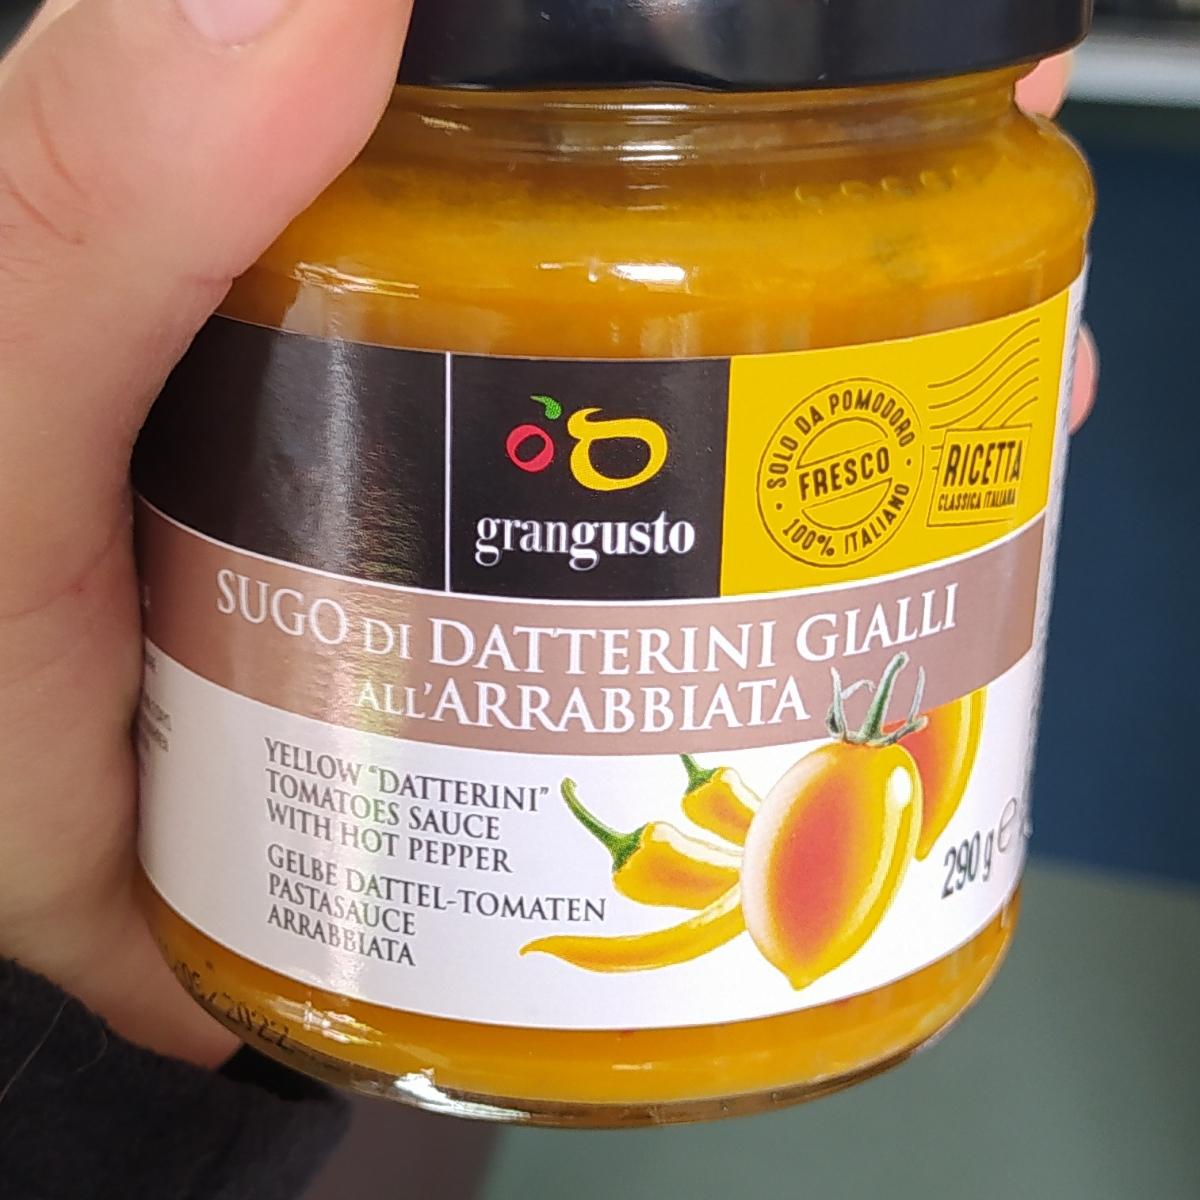 SOLO DA POMODORO
FRESCO
100% ITALIANO
RICETTA
CLASSICA ITALIANA
grangusto
SUGO DI DATTERINI GIALLI
ALL'ARRABBIATA
YELLOW "DATTERINI"
TOMATOES SAUCE
WITH HOT PEPPER
GELBE DATTEL-TOMATEN
PASTASAUCE
ARRABBIATA
290 g e
/2022